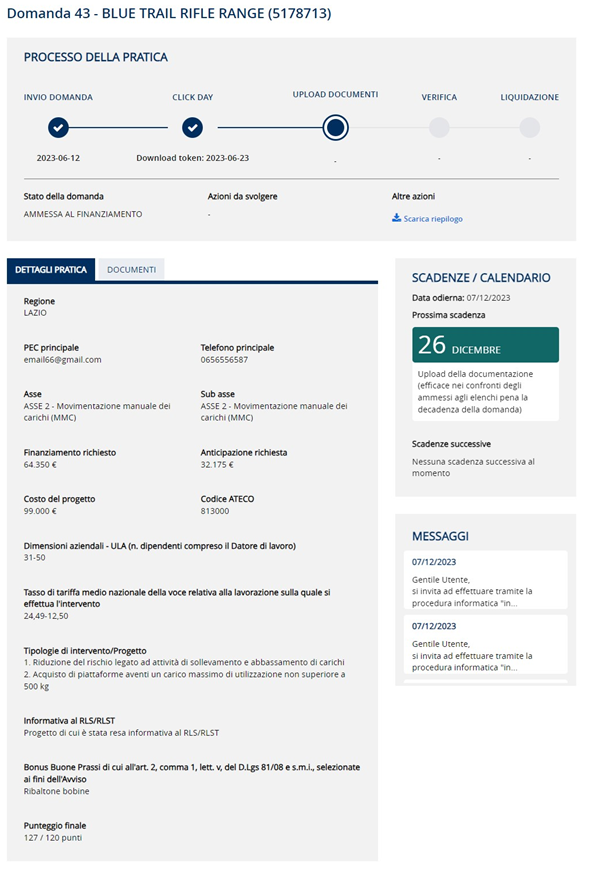 Domanda 43 - BLUE TRAIL RIFLE RANGE (5178713)
PROCESSO DELLA PRATICA
INVIO DOMANDA
CLICK DAY
UPLOAD DOCUMENTI
VERIFICA
LIQUIDAZIONE
2023-06-12
Download token: 2023-06-23
-
-
-
Stato della domanda
Azioni da svolgere
Altre azioni
AMMESSA AL FINANZIAMENTO
-
Scarica riepilogo
DETTAGLI PRATICA
DOCUMENTI
Regione
LAZIO
PEC principale
Telefono principale
email66@gmail.com
0656556587
Asse
Sub asse
ASSE 2 - Movimentazione manuale dei
carichi (MMC)
ASSE 2 - Movimentazione manuale dei
carichi (MMC)
Finanziamento richiesto
Anticipazione richiesta
64.350 €
32.175 €
Costo del progetto
Codice ATECO
99.000 €
813000
Dimensioni aziendali - ULA (n. dipendenti compreso il Datore di lavoro)
31-50
Tasso di tariffa medio nazionale della voce relativa alla lavorazione sulla quale si
effettua l'intervento
24,49-12,50
Tipologie di intervento/Progetto
1. Riduzione del rischio legato ad attività di sollevamento e abbassamento di carichi
2. Acquisto di piattaforme aventi un carico massimo di utilizzazione non superiore a
500 kg
Informativa al RLS/RLST
Progetto di cui è stata resa informativa al RLS/RLST
Bonus Buone Prassi di cui all'art. 2, comma 1, lett. v, del D.Lgs 81/08 e s.m.i., selezionate
ai fini dell'Avviso
Ribaltone bobine
Punteggio finale
127 / 120 punti
SCADENZE / CALENDARIO
Data odierna: 07/12/2023
Prossima scadenza
26 DICEMBRE
Upload della documentazione
(efficace nei confronti degli
ammessi agli elenchi pena la
decadenza della domanda)
Scadenze successive
Nessuna scadenza successiva al
momento
MESSAGGI
07/12/2023
Gentile Utente,
si invita ad effettuare tramite la
procedura informatica "in...
07/12/2023
Gentile Utente,
si invita ad effettuare tramite la
procedura informatica "in...